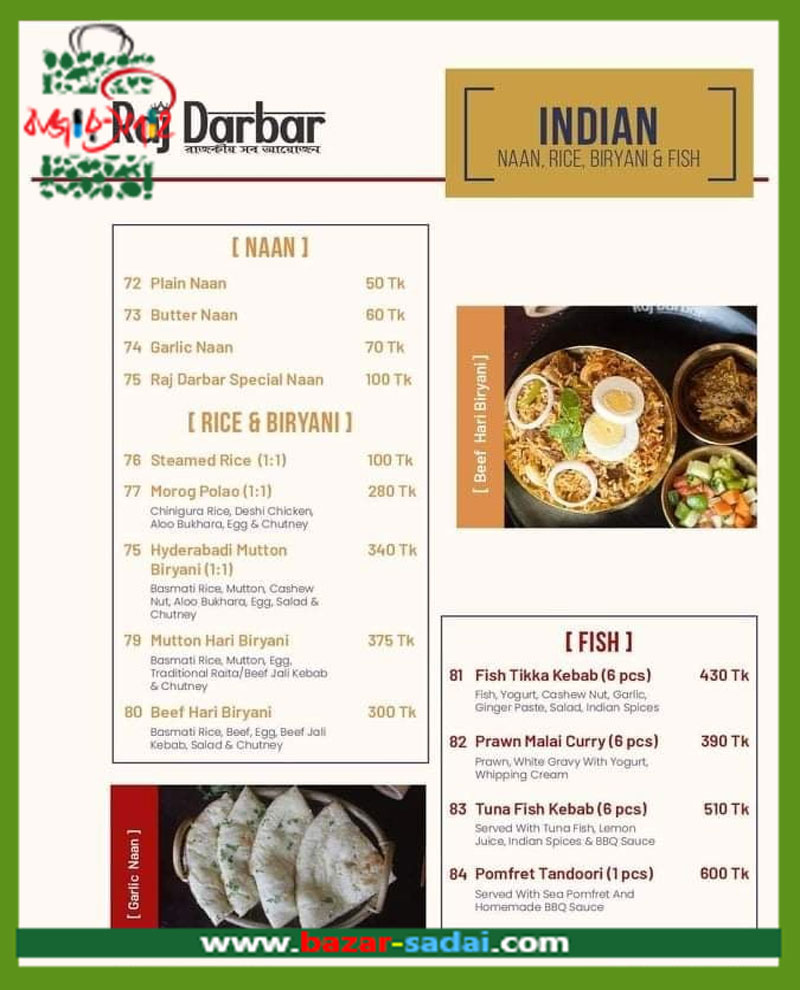 Raj Darbar
রাজকীয় সব আয়োজন
INDIAN
NAAN, RICE, BIRYANI & FISH
[ NAAN ]
72 Plain Naan 50 Tk
73 Butter Naan 60 Tk
74 Garlic Naan 70 Tk
75 Raj Darbar Special Naan 100 Tk
[ RICE & BIRYANI ]
76 Steamed Rice (1:1) 100 Tk
77 Morog Polao (1:1) 280 Tk
Chinigura Rice, Deshi Chicken,
Aloo Bukhara, Egg & Chutney
75 Hyderabadi Mutton 340 Tk
Biryani (1:1)
Basmati Rice, Mutton, Cashew
Nut, Aloo Bukhara, Egg, Salad &
Chutney
79 Mutton Hari Biryani 375 Tk
Basmati Rice, Mutton, Egg,
Traditional Raita/Beef Jali Kebab
& Chutney
80 Beef Hari Biryani 300 Tk
Basmati Rice, Beef, Egg, Beef Jali
Kebab, Salad & Chutney
[ Garlic Naan ]
Raj Darbar
[ Beef Hari Biryani ]
[ FISH ]
81 Fish Tikka Kebab (6 pcs) 430 Tk
Fish, Yogurt, Cashew Nut, Garlic,
Ginger Paste, Salad, Indian Spices
82 Prawn Malai Curry (6 pcs) 390 Tk
Prawn, White Gravy With Yogurt,
Whipping Cream
83 Tuna Fish Kebab (6 pcs) 510 Tk
Served With Tuna Fish, Lemon
Juice, Indian Spices & BBQ Sauce
84 Pomfret Tandoori (1 pcs) 600 Tk
Served With Sea Pomfret And
Homemade BBQ Sauce
www.bazar-sadai.com